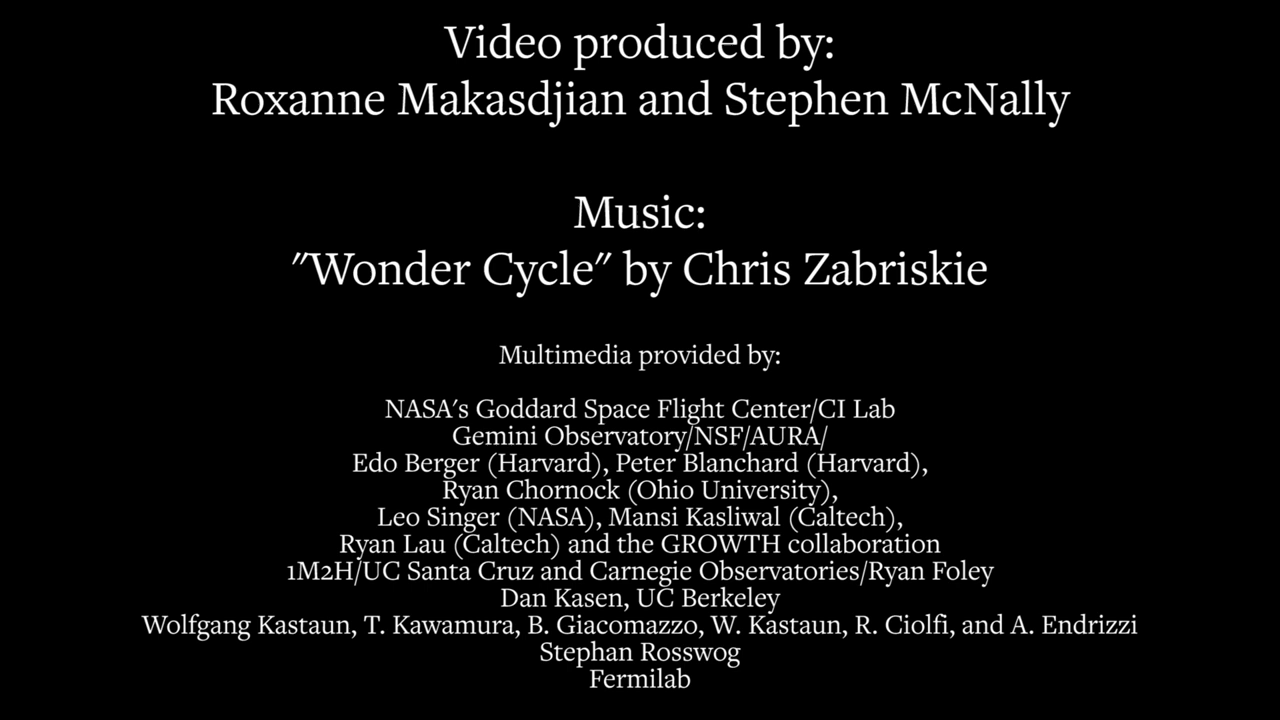 Video produced by:
Roxanne Makasdjian and Stephen McNally
Music:
"Wonder Cycle" by Chris Zabriskie
Multimedia provided by:
NASA's Goddard Space Flight Center/CI Lab
Gemini Observatory/NSF/AURA/
Edo Berger (Harvard), Peter Blanchard (Harvard),
Ryan Chornock (Ohio University),
Leo Singer (NASA), Mansi Kasliwal (Caltech),
Ryan Lau (Caltech) and the GROWTH collaboration
1M2H/UC Santa Cruz and Carnegie Observatories/Ryan Foley
Dan Kasen, UC Berkeley
Wolfgang Kastaun, T. Kawamura, B. Giacomazzo, W. Kastaun, R. Ciolfi, and A. Endrizzi
Stephan Rosswog
Fermilab